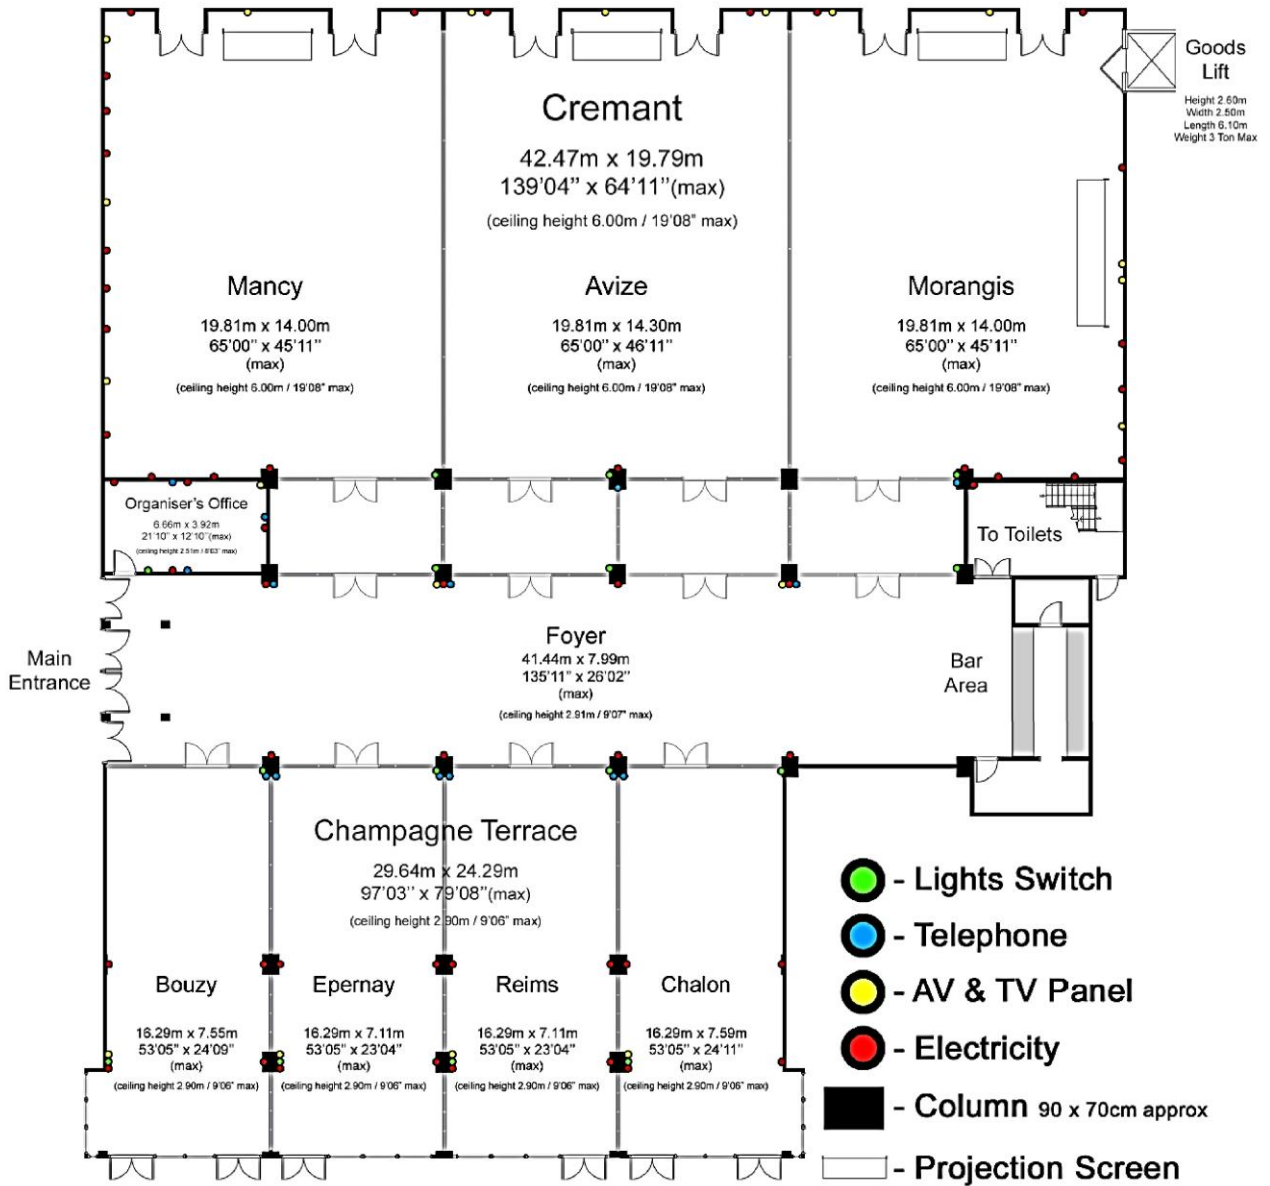 Goods
Lift
Height 2.60m
Width 2.50m
Length 6.10m
Weight 3 Ton Max
Cremant
42.47m x 19.79m
139'04" x 64'11"(max)
(ceiling height 6.00m / 19'08" max)
Mancy
19.81m x 14.00m
65'00" x 45'11"
(max)
(ceiling height 6.00m / 19'08" max)
Avize
19.81m x 14.30m
65'00" x 46'11"
(max)
(ceiling height 6.00m / 19'08" max)
Morangis
19.81m x 14.00m
65'00" x 45'11"
(max)
(ceiling height 6.00m / 19'08" max)
Organiser's Office
6.66m x 3.92m
21'10" x 12'10"(max)
(ceiling height 2.51m / 8'03" max)
To Toilets
Main
Entrance
Foyer
41.44m x 7.99m
135'11" x 26'02"
(max)
(ceiling height 2.91m / 9'07" max)
Bar
Area
Champagne Terrace
29.64m x 24.29m
97'03" x 79'08"(max)
(ceiling height 2.90m / 9'06" max)
Bouzy
16.29m x 7.55m
53'05" x 24'09"
(max)
(ceiling height 2.90m / 9'06" max)
Epernay
16.29m x 7.11m
53'05" x 23'04"
(max)
(ceiling height 2.90m / 9'06" max)
Reims
16.29m x 7.11m
53'05" x 23'04"
(max)
(ceiling height 2.90m / 9'06" max)
Chalon
16.29m x 7.59m
53'05" x 24'11"
(max)
(ceiling height 2.90m / 9'06" max)
- Lights Switch
- Telephone
- AV & TV Panel
- Electricity
- Column 90 x 70cm approx
- Projection Screen